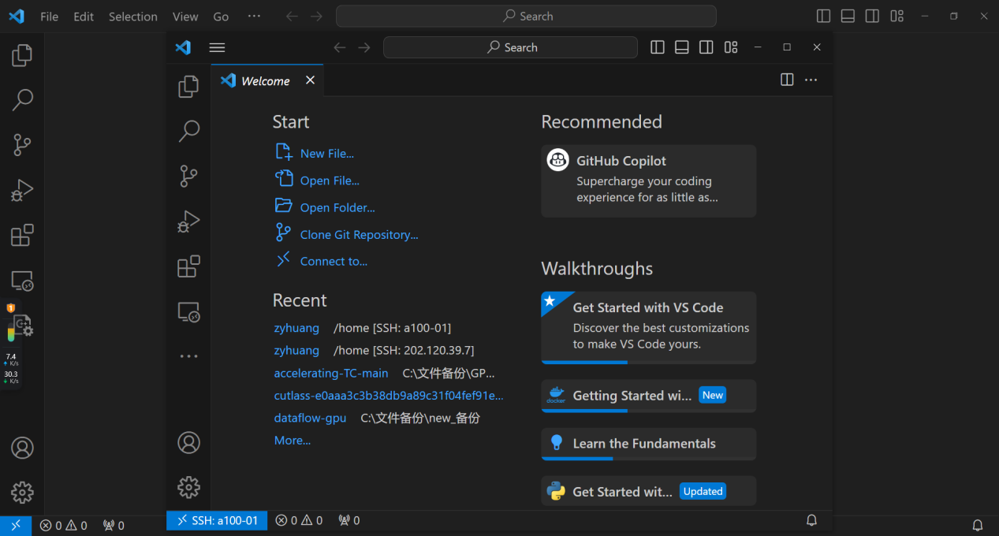 File Edit Selection View Go ··· Search
Search
Welcome
Start
New File...
Open File...
Open Folder...
Clone Git Repository...
Connect to...
Recent
zyhuang /home [SSH: a100-01]
zyhuang /home [SSH: 202.120.39.7]
accelerating-TC-main C:\文件备份\GP...
cutlass-e0aaa3c3b38db9a89c31f04fef91e...
dataflow-gpu C:\文件备份\new_备份
More...
Recommended
GitHub Copilot
Supercharge your coding
experience for as little as...
Walkthroughs
Get Started with VS Code
Discover the best customizations
to make VS Code yours.
docker
Getting Started wi... New
Learn the Fundamentals
Get Started wit... Updated
1
7.4
K/s
30.3
K/s
SSH: a100-01 0 0 0
0 0 0